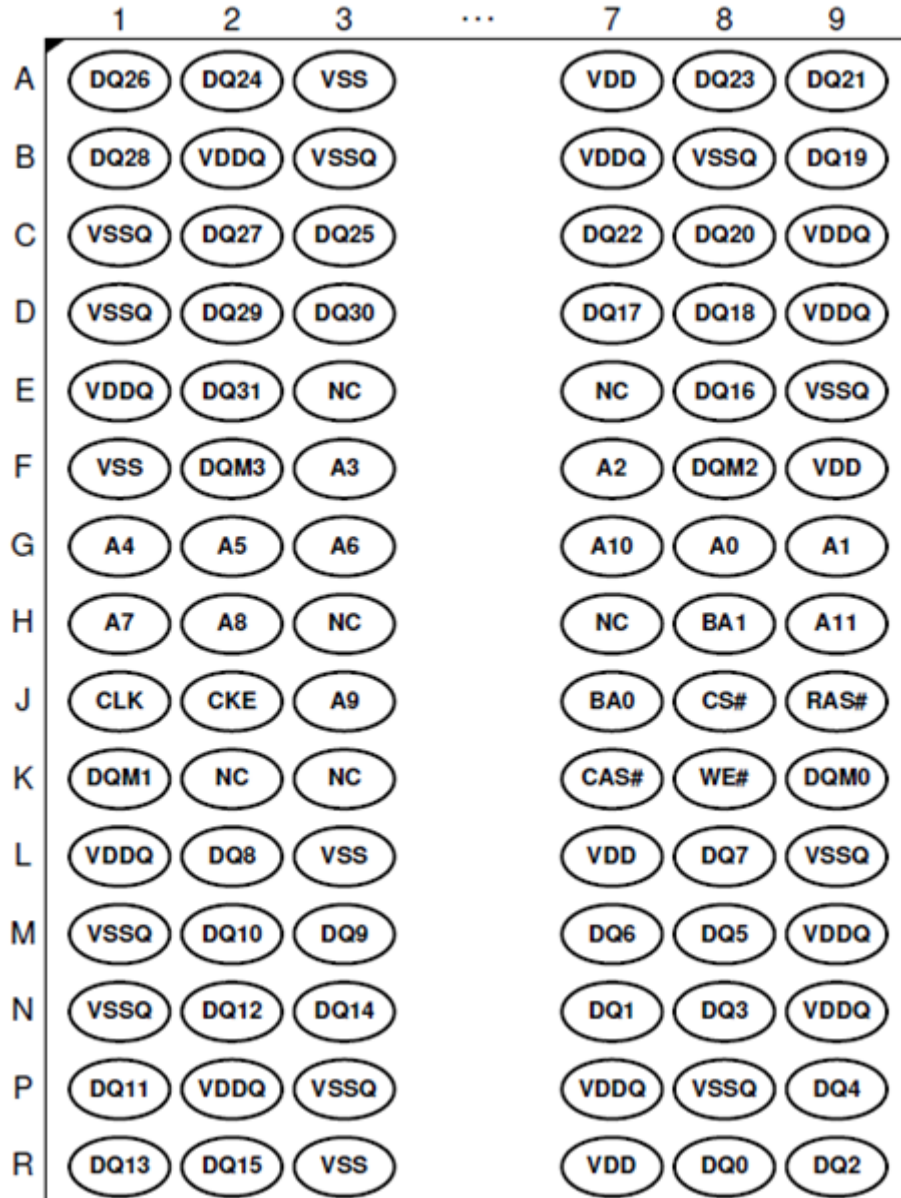 1 2 3 ... 7 8 9
A DQ26 DQ24 VSS VDD DQ23 DQ21
B DQ28 VDDQ VSSQ VDDQ VSSQ DQ19
C VSSQ DQ27 DQ25 DQ22 DQ20 VDDQ
D VSSQ DQ29 DQ30 DQ17 DQ18 VDDQ
E VDDQ DQ31 NC NC DQ16 VSSQ
F VSS DQM3 A3 A2 DQM2 VDD
G A4 A5 A6 A10 A0 A1
H A7 A8 NC NC BA1 A11
J CLK CKE A9 BA0 CS# RAS#
K DQM1 NC NC CAS# WE# DQM0
L VDDQ DQ8 VSS VDD DQ7 VSSQ
M VSSQ DQ10 DQ9 DQ6 DQ5 VDDQ
N VSSQ DQ12 DQ14 DQ1 DQ3 VDDQ
P DQ11 VDDQ VSSQ VDDQ VSSQ DQ4
R DQ13 DQ15 VSS VDD DQ0 DQ2